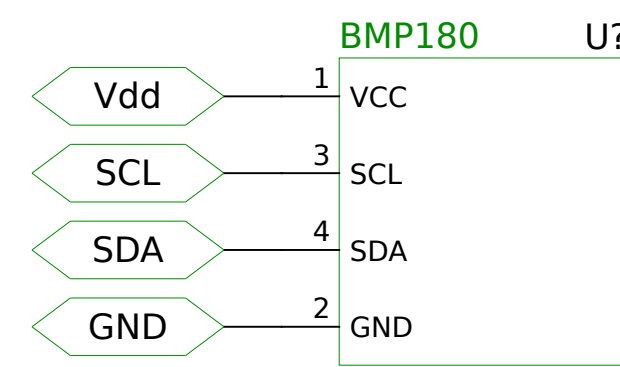 BMP180 U?
Vdd 1 VCC
SCL 3 SCL
SDA 4 SDA
GND 2 GND